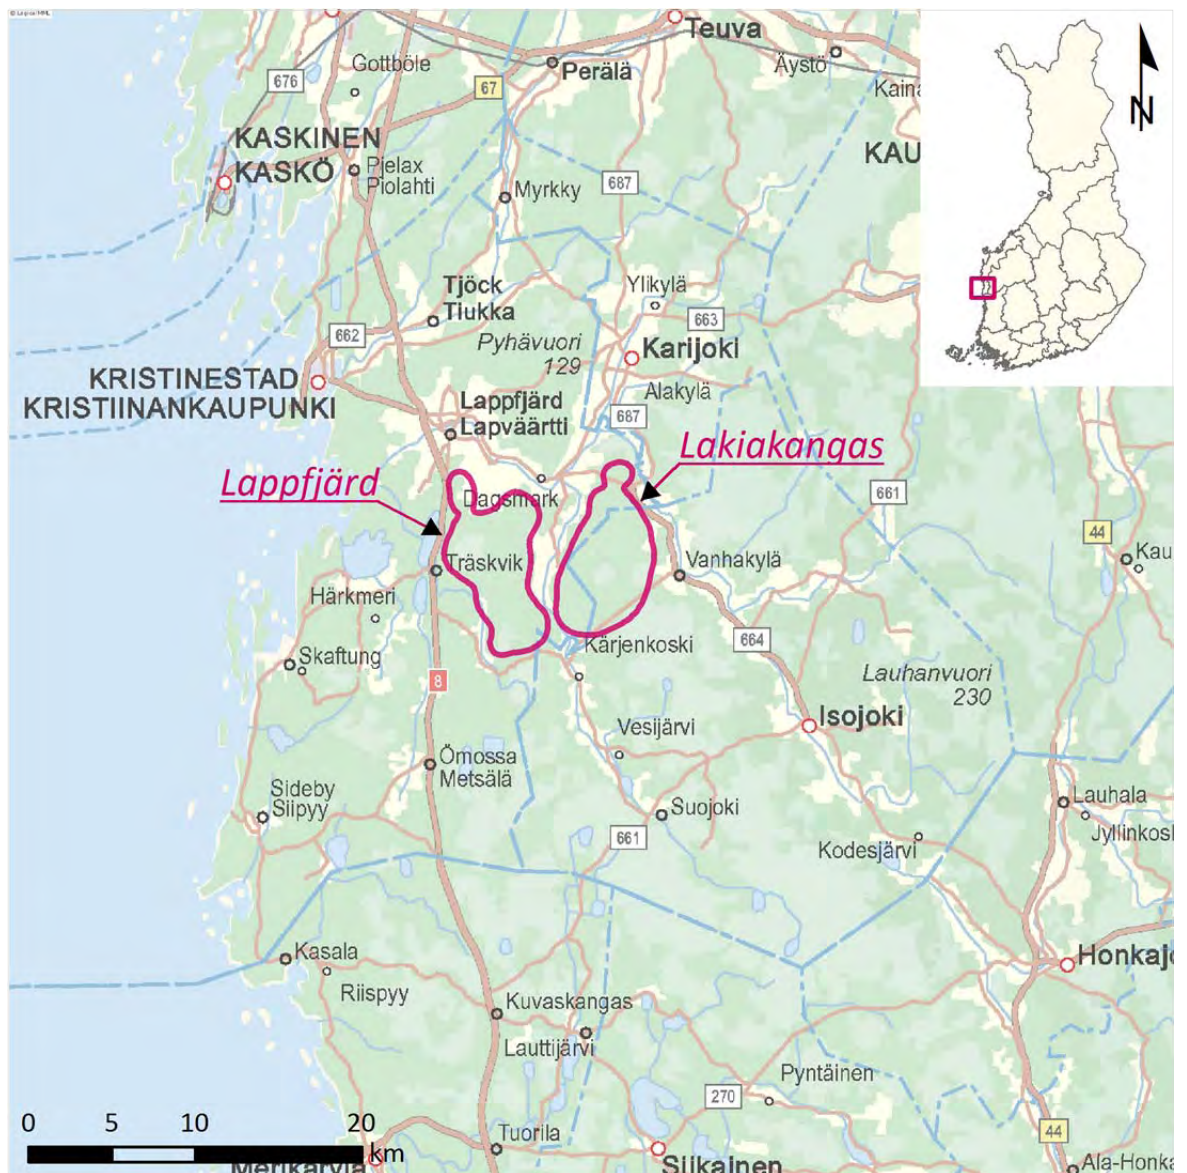 Teuva
Gottböle
Perälä
Äystö
676
67
Kaina
N
KASKINEN
KASKÖ
Pjelax
Piolahti
KAU
687
Myrkky
Tjöck
Tiukka
Ylikylä
662
Pyhävuori
129
663
Karijoki
KRISTINESTAD
KRISTIINANKAUPUNKI
Alakylä
Lappfjärd
Lapväärtti
687
Lakiakangas
Lappfjärd
Dagsmark
661
44
Kau
Träskvik
Vanhakylä
Härkmeri
664
Kärjenkoski
Skaftung
Lauhanvuori
230
8
Isojoki
Vesijärvi
Ömossa
Metsälä
Sideby
Siipyy
Suojoki
Lauhala
661
Jyllinkosk
Kodesjärvi
Kasala
Honkajo
Riispyy
Kuvaskangas
Lauttijärvi
Pyntäinen
270
0 5 10 20
km
Tuorila
44
Merikarvia
Siikainen
Ala-Honka